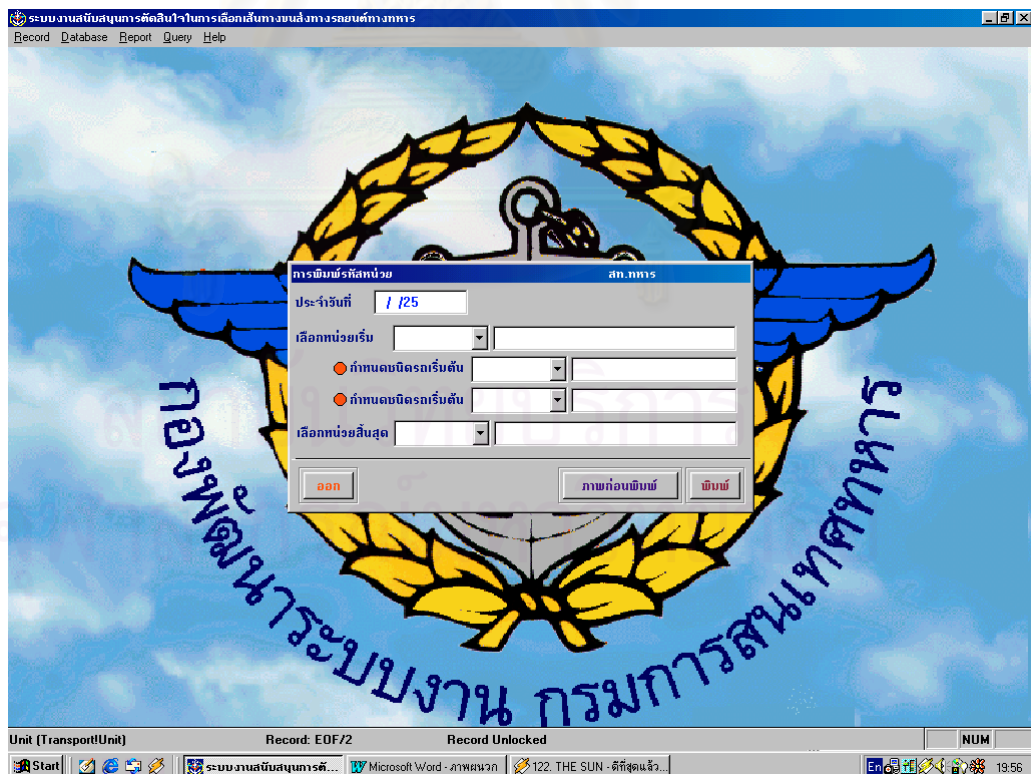 ระบบงานสนับสนุนการตัดสินใจในการเลือกเส้นทางขนส่งทางรถยนต์ทางทหาร
Record Database Report Query Help
การพิมพ์รหัสหน่วย สท.ทหาร
ประจำวันที่ / /25
เลือกหน่วยเริ่ม
กำหนดชนิดรถเริ่มต้น
กำหนดชนิดรถเริ่มต้น
เลือกหน่วยสิ้นสุด
ออก ภาพก่อนพิมพ์ พิมพ์
กองพัฒนาระบบงาน กรมการสนเทศทหาร
Unit (Transport!Unit) Record: EOF/2 Record Unlocked NUM
Start ระบบงานสนับสนุนการตั... Microsoft Word - ภาพผนวก 122. THE SUN - ดีที่สุดแล้ว... En 19:56